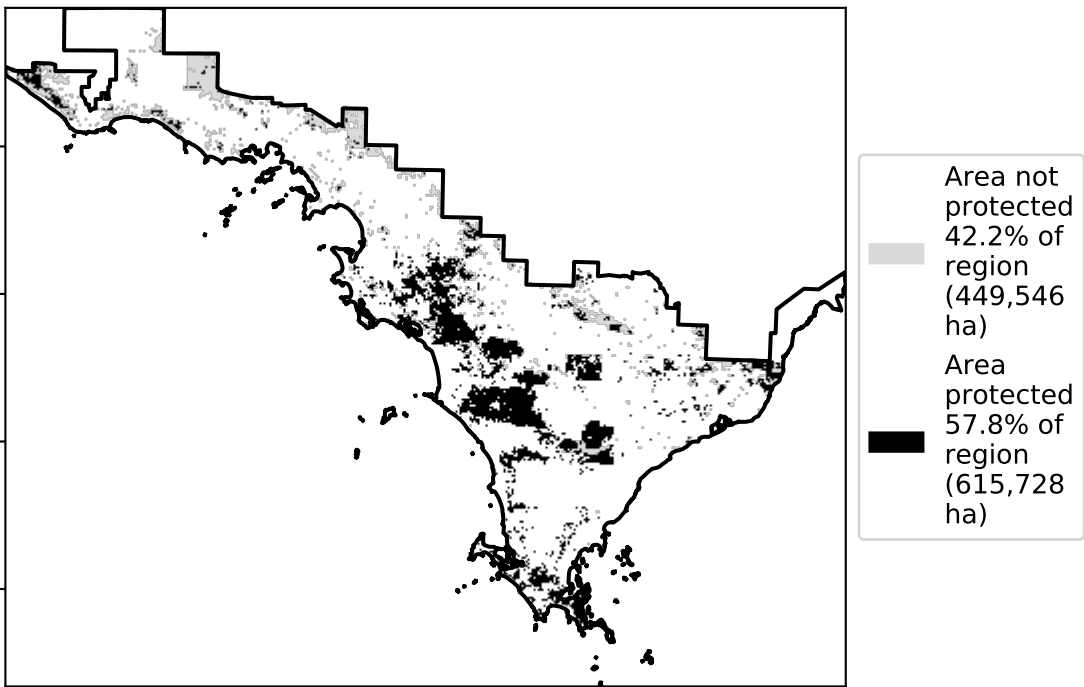 Area not
protected
42.2% of
region
(449,546
ha)
Area
protected
57.8% of
region
(615,728
ha)